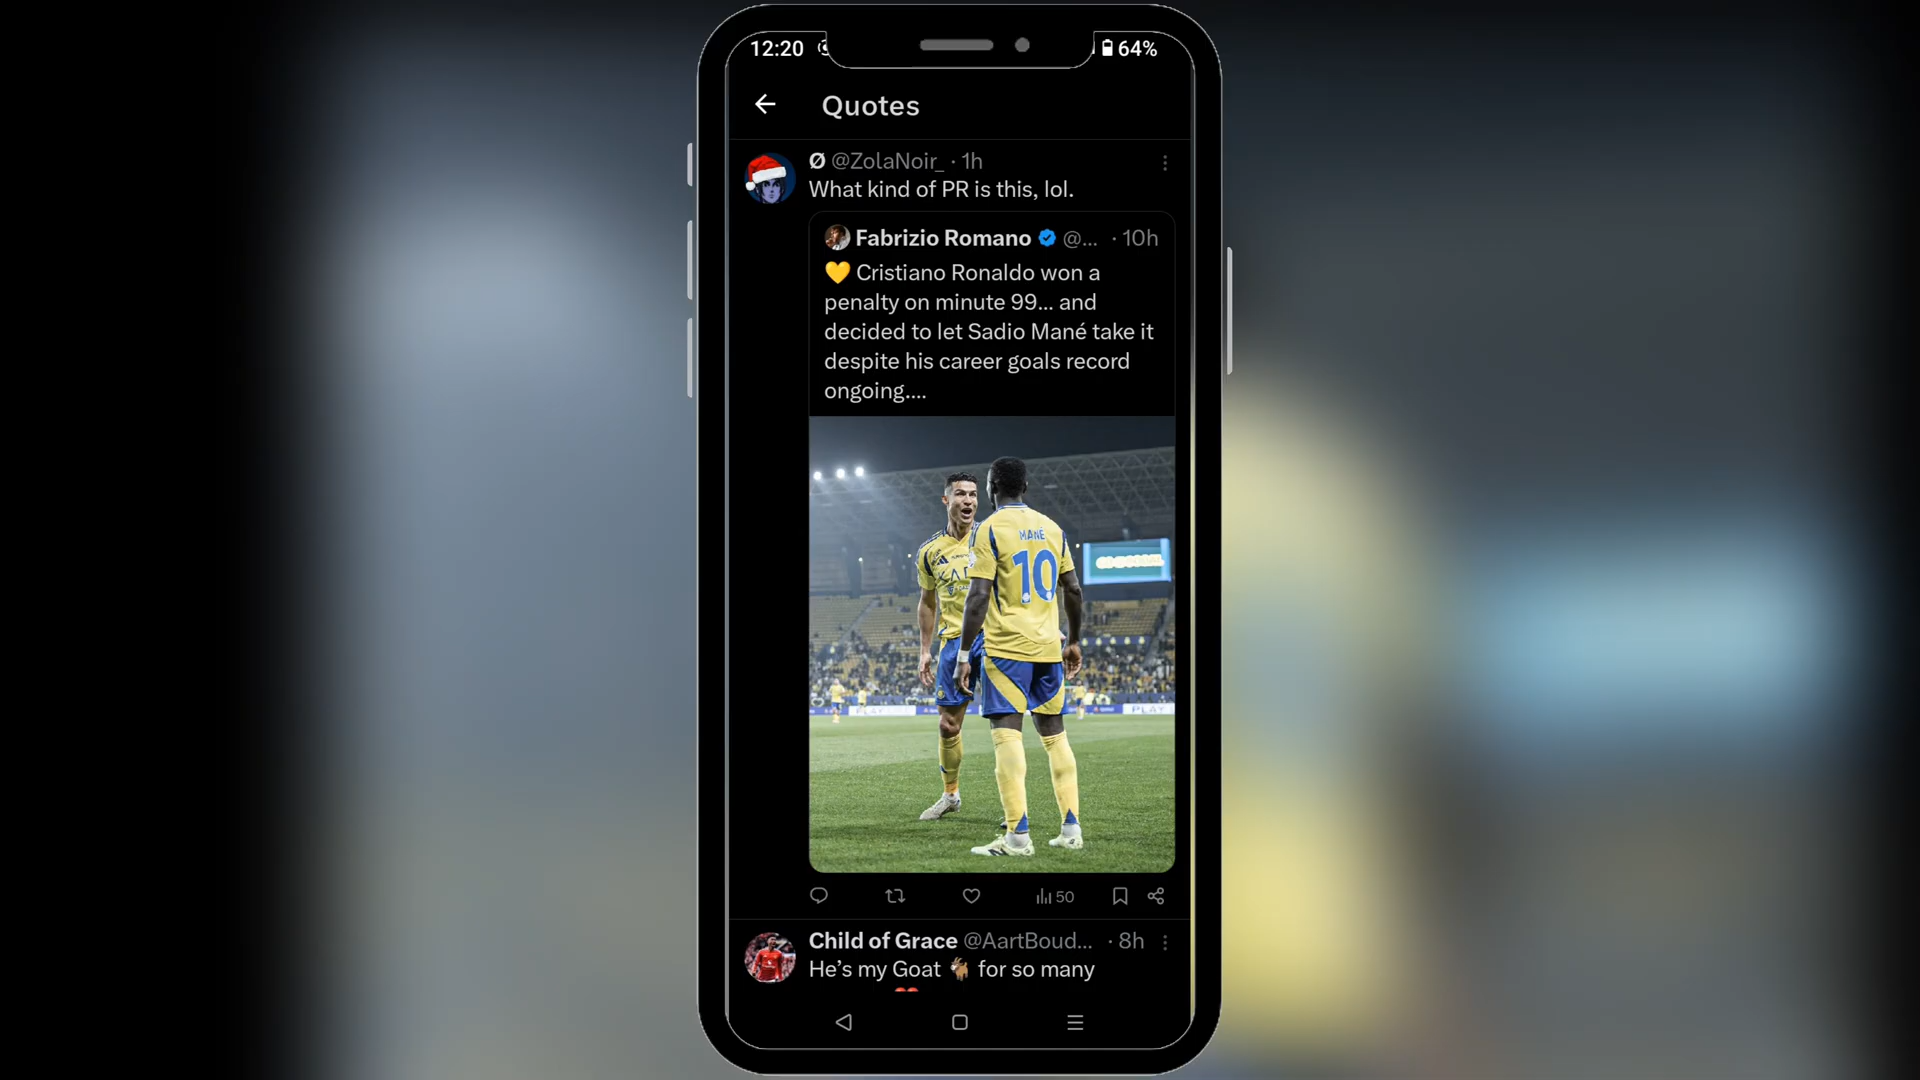 12:20
64%
Quotes
Ø @ZolaNoir_ · 1h
What kind of PR is this, lol.
Fabrizio Romano @... · 10h
💛 Cristiano Ronaldo won a
penalty on minute 99... and
decided to let Sadio Mané take it
despite his career goals record
ongoing....
MANÉ
10
50
Child of Grace @AartBoud... · 8h
He's my Goat 🐐 for so many